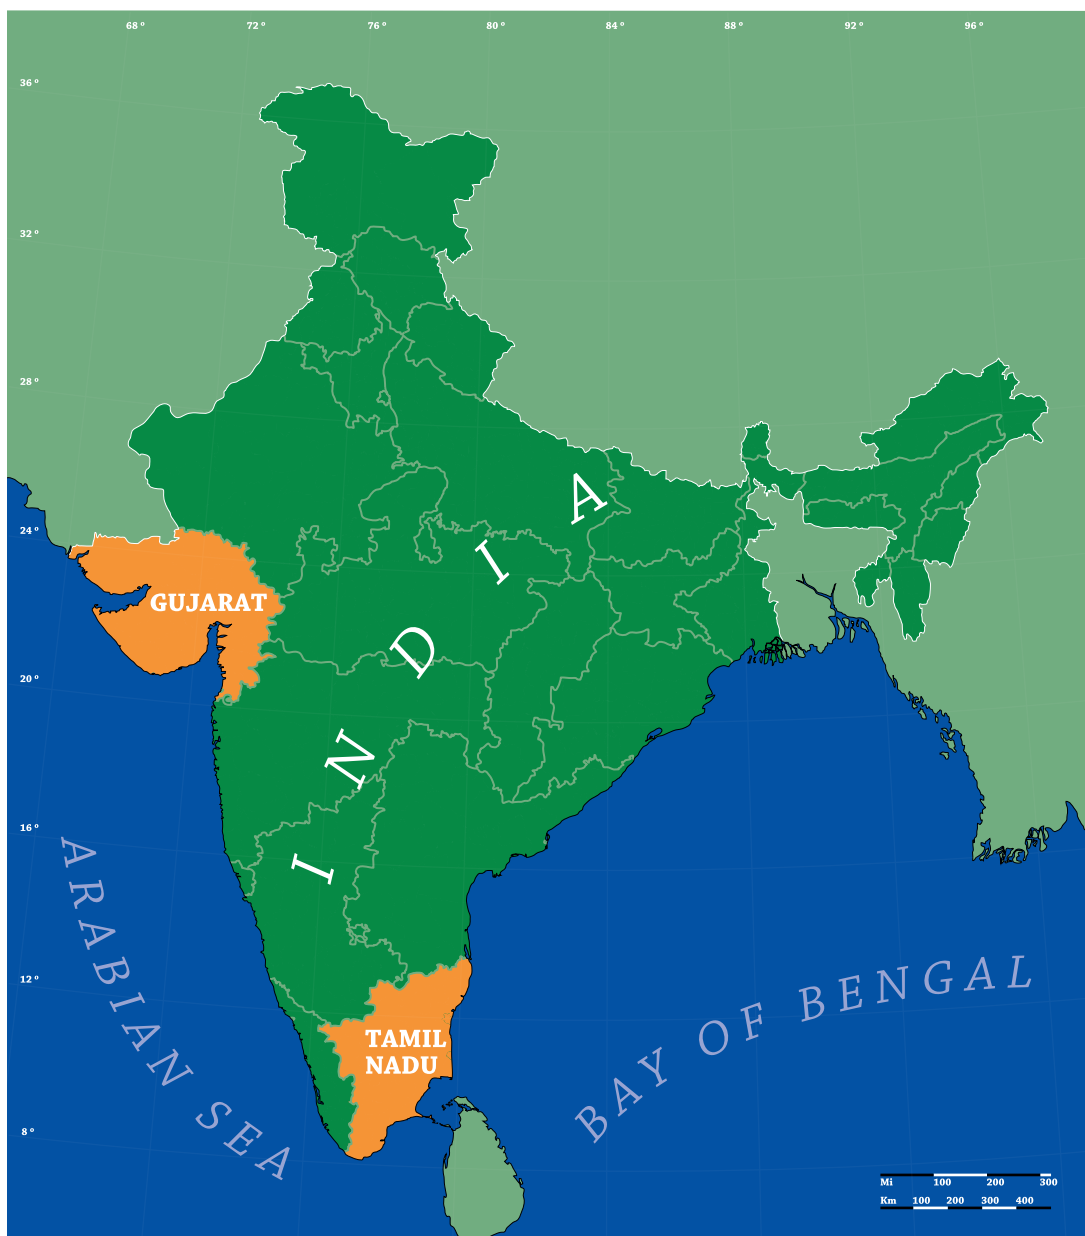 68° 72° 76° 80° 84° 88° 92° 96°
36°
32°
28°
24°
20°
16°
12°
8°
INDIA
GUJARAT
TAMIL
NADU
ARABIAN SEA
BAY OF BENGAL
Mi 100 200 300
Km 100 200 300 400